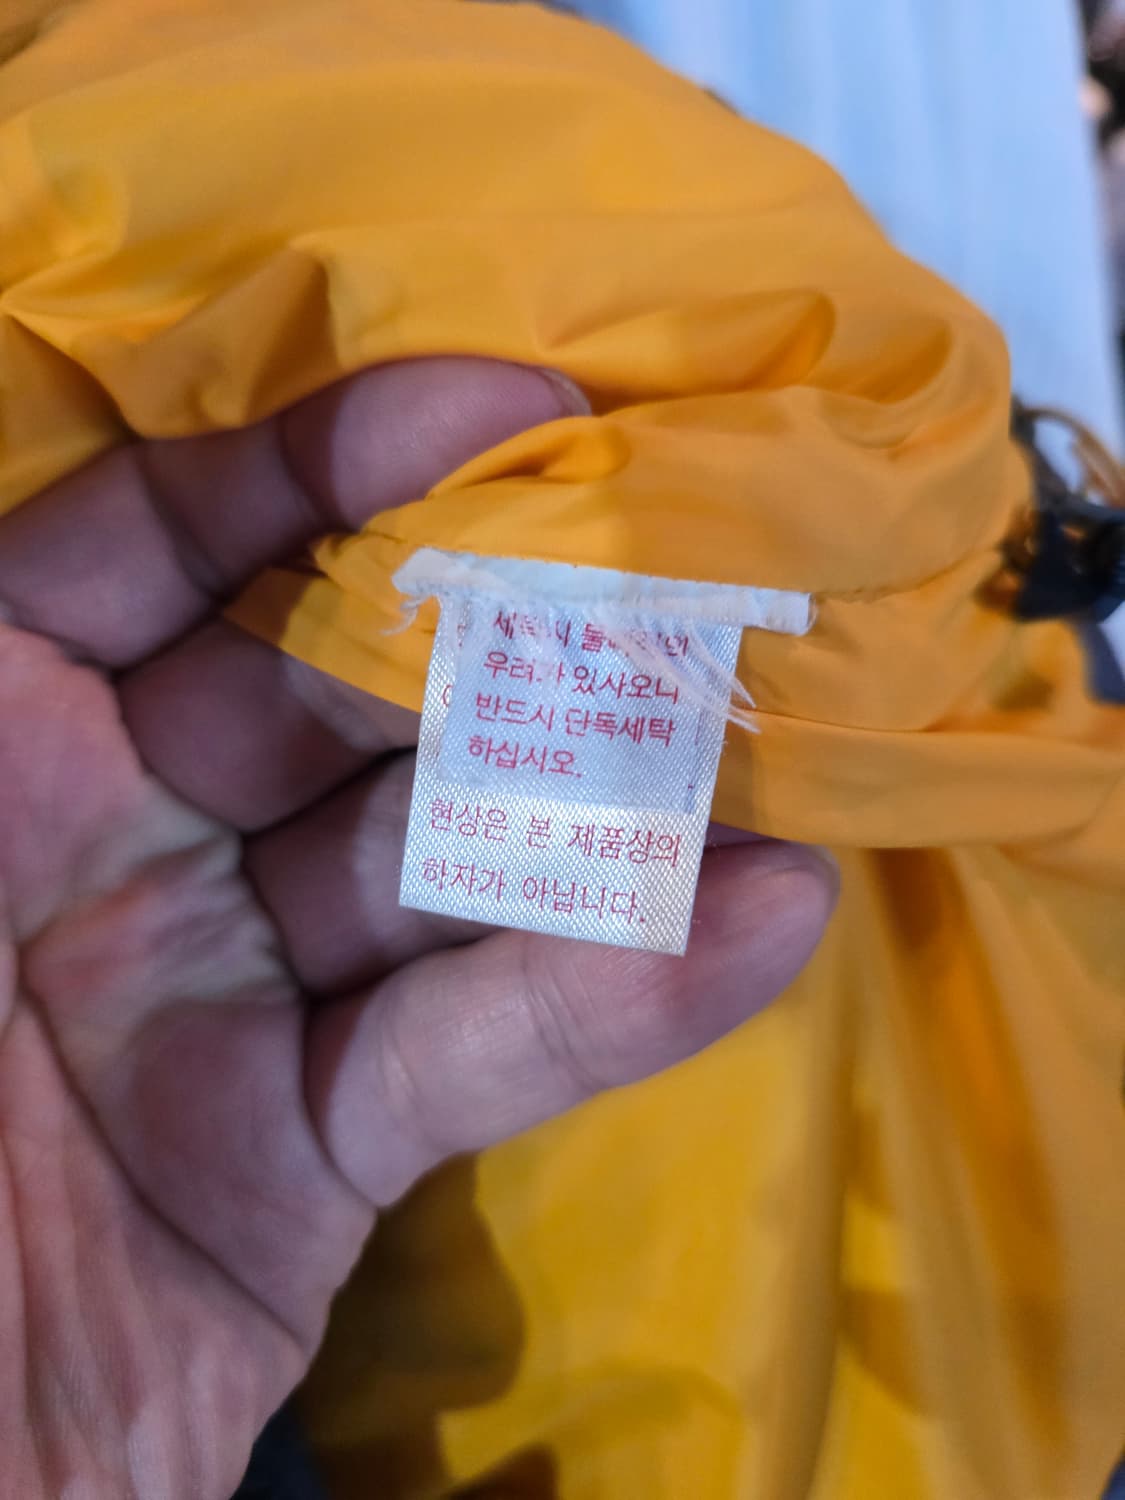 우려가 있사오니
반드시 단독세탁
하십시오.
현상은 본 제품상의
하자가 아닙니다.